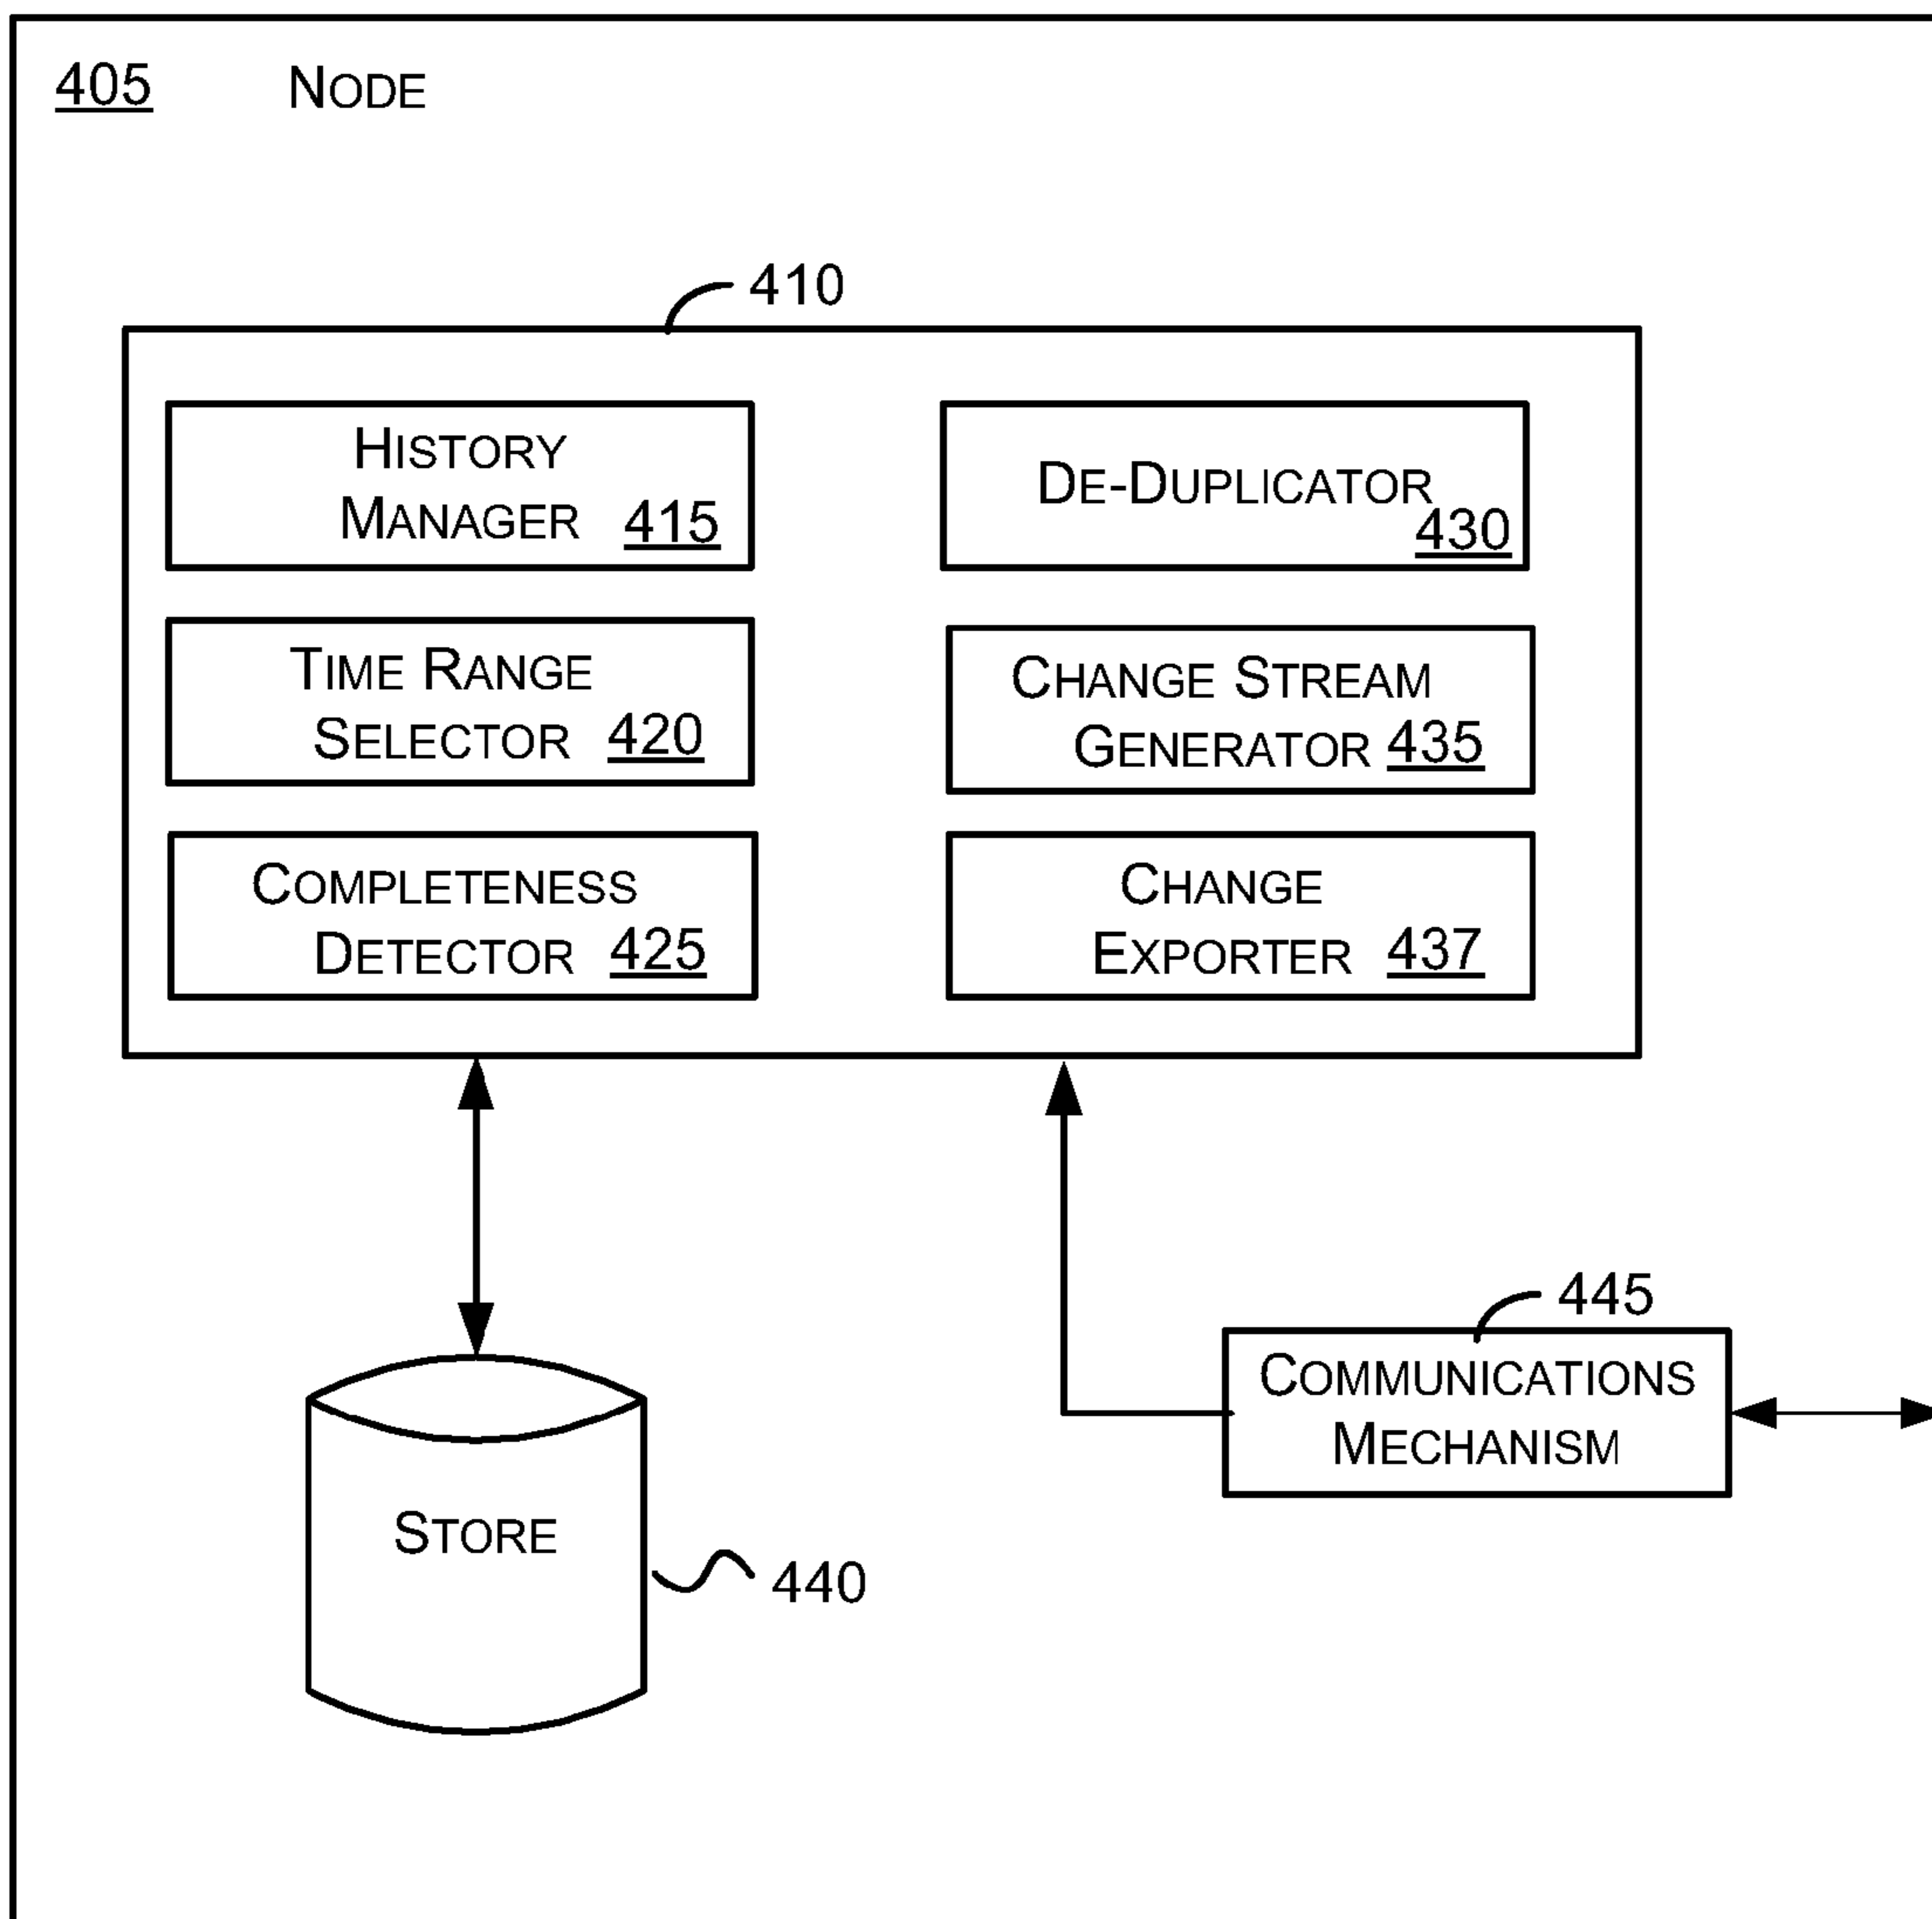 405 NODE
410
HISTORY
MANAGER 415
DE-DUPLICATOR
430
TIME RANGE
SELECTOR 420
CHANGE STREAM
GENERATOR 435
COMPLETENESS
DETECTOR 425
CHANGE
EXPORTER 437
445
COMMUNICATIONS
MECHANISM
STORE
440